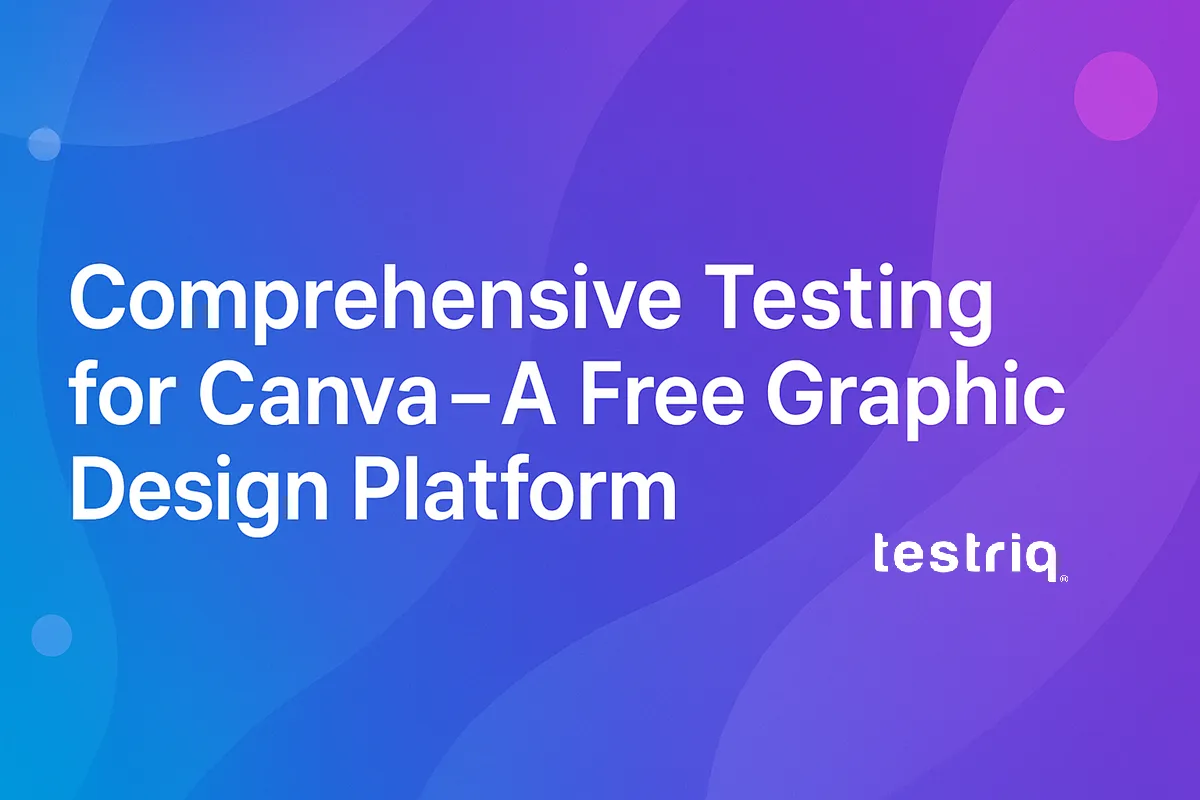 Comprehensive Testing
for Canva – A Free Graphic
Design Platform
testriq®